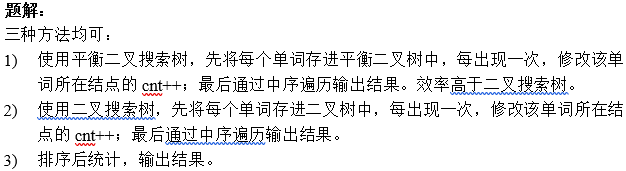 题解：
三种方法均可：
1) 使用平衡二叉搜索树，先将每个单词存进平衡二叉树中，每出现一次，修改该单
词所在结点的 cnt++；最后通过中序遍历输出结果。效率高于二叉搜索树。
2) 使用二叉搜索树，先将每个单词存进二叉树中，每出现一次，修改该单词所在结
点的 cnt++；最后通过中序遍历输出结果。
3) 排序后统计，输出结果。